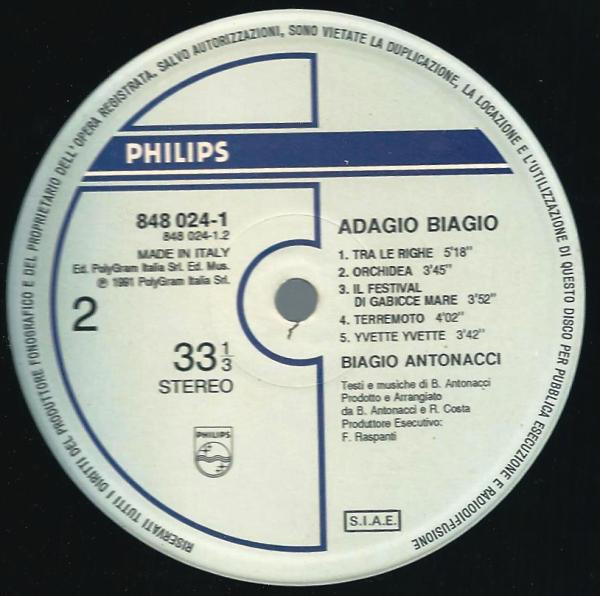 RISERVATI TUTTI I DIRITTI DEL PRODUTTORE FONOGRAFICO E DEL PROPRIETARIO DELL'OPERA REGISTRATA. SALVO AUTORIZZAZIONI, SONO VIETATE LA DUPLICAZIONE, LA LOCAZIONE E L'UTILIZZAZIONE DI QUESTO DISCO PER PUBBLICA ESECUZIONE E RADIODIFFUSIONE
PHILIPS
848 024-1
848 024-1.2
MADE IN ITALY
Ed. PolyGram Italia Srl. Ed. Mus.
℗ 1991 PolyGram Italia Srl.
2
33 1/3
STEREO
PHILIPS
ADAGIO BIAGIO
1. TRA LE RIGHE 5'18"
2. ORCHIDEA 3'45"
3. IL FESTIVAL
DI GABICCE MARE 3'52"
4. TERREMOTO 4'02"
5. YVETTE YVETTE 3'42"
BIAGIO ANTONACCI
Testi e musiche di B. Antonacci
Prodotto e Arrangiato
da B. Antonacci e R. Costa
Produttore Esecutivo:
F. Raspanti
S.I.A.E.